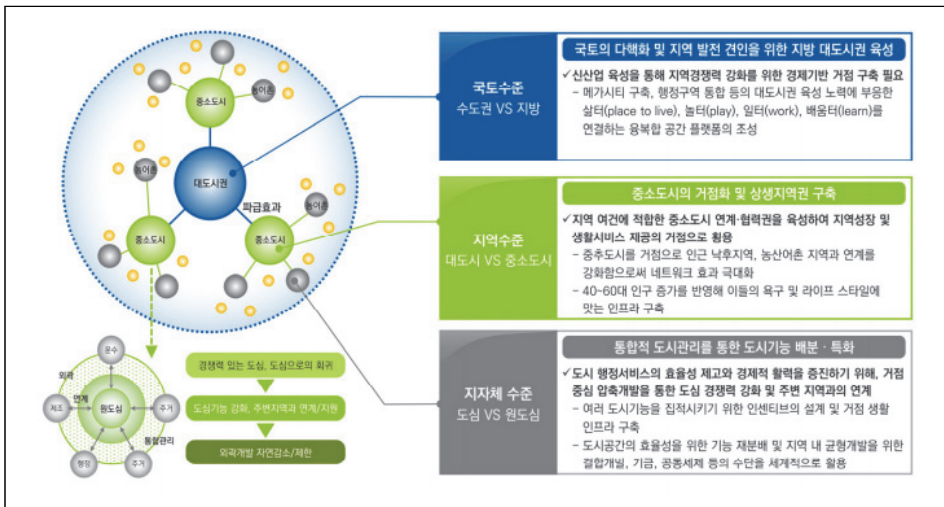 농어촌
중소도시
대도시권
농어촌
파급효과
농어촌
중소도시
중소도시
운수
외곽
연계
제조
원도심
주거
통합관리
행정
주거
경쟁력 있는 도심, 도심으로의 회귀
도심기능 강화, 주변지역과 연계/지원
외곽개발 자연감소/제한
국토수준
수도권 VS 지방
국토의 다핵화 및 지역 발전 견인을 위한 지방 대도시권 육성
✓신산업 육성을 통해 지역경쟁력 강화를 위한 경제기반 거점 구축 필요
- 메가시티 구축, 행정구역 통합 등의 대도시권 육성 노력에 부응한
삶터(place to live), 놀터(play), 일터(work), 배움터(learn)를
연결하는 융복합 공간 플랫폼의 조성
지역수준
대도시 VS 중소도시
중소도시의 거점화 및 상생지역권 구축
✓지역 여건에 적합한 중소도시 연계·협력권을 육성하여 지역성장 및
생활서비스 제공의 거점으로 활용
- 중추도시를 거점으로 인근 낙후지역, 농산어촌 지역과 연계를
강화함으로써 네트워크 효과 극대화
- 40~60대 인구 증가를 반영해 이들의 욕구 및 라이프 스타일에
맞는 인프라 구축
지자체 수준
도심 VS 원도심
통합적 도시관리를 통한 도시기능 배분 · 특화
✓도시 행정서비스의 효율성 제고와 경제적 활력을 증진하기 위해, 거점
중심 압축개발을 통한 도심 경쟁력 강화 및 주변 지역과의 연계
- 여러 도시기능을 집적시키기 위한 인센티브의 설계 및 거점 생활
인프라 구축
- 도시공간의 효율성을 위한 기능 재분배 및 지역 내 균형개발을 위한
결합개발, 기금, 공동세제 등의 수단을 세계적으로 활용